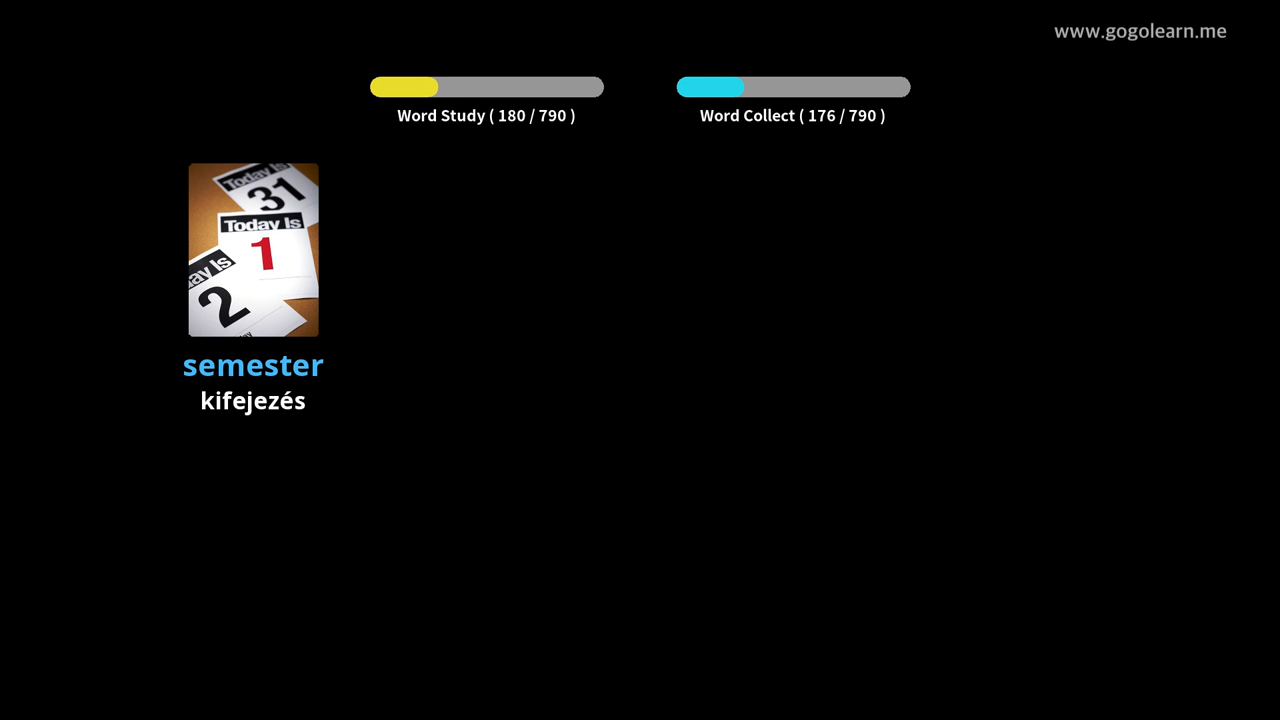 www.gogolearn.me
Word Study ( 180 / 790 )
Word Collect ( 176 / 790 )
Today Is
31
Today Is
1
ay Is
2
semester
kifejezés